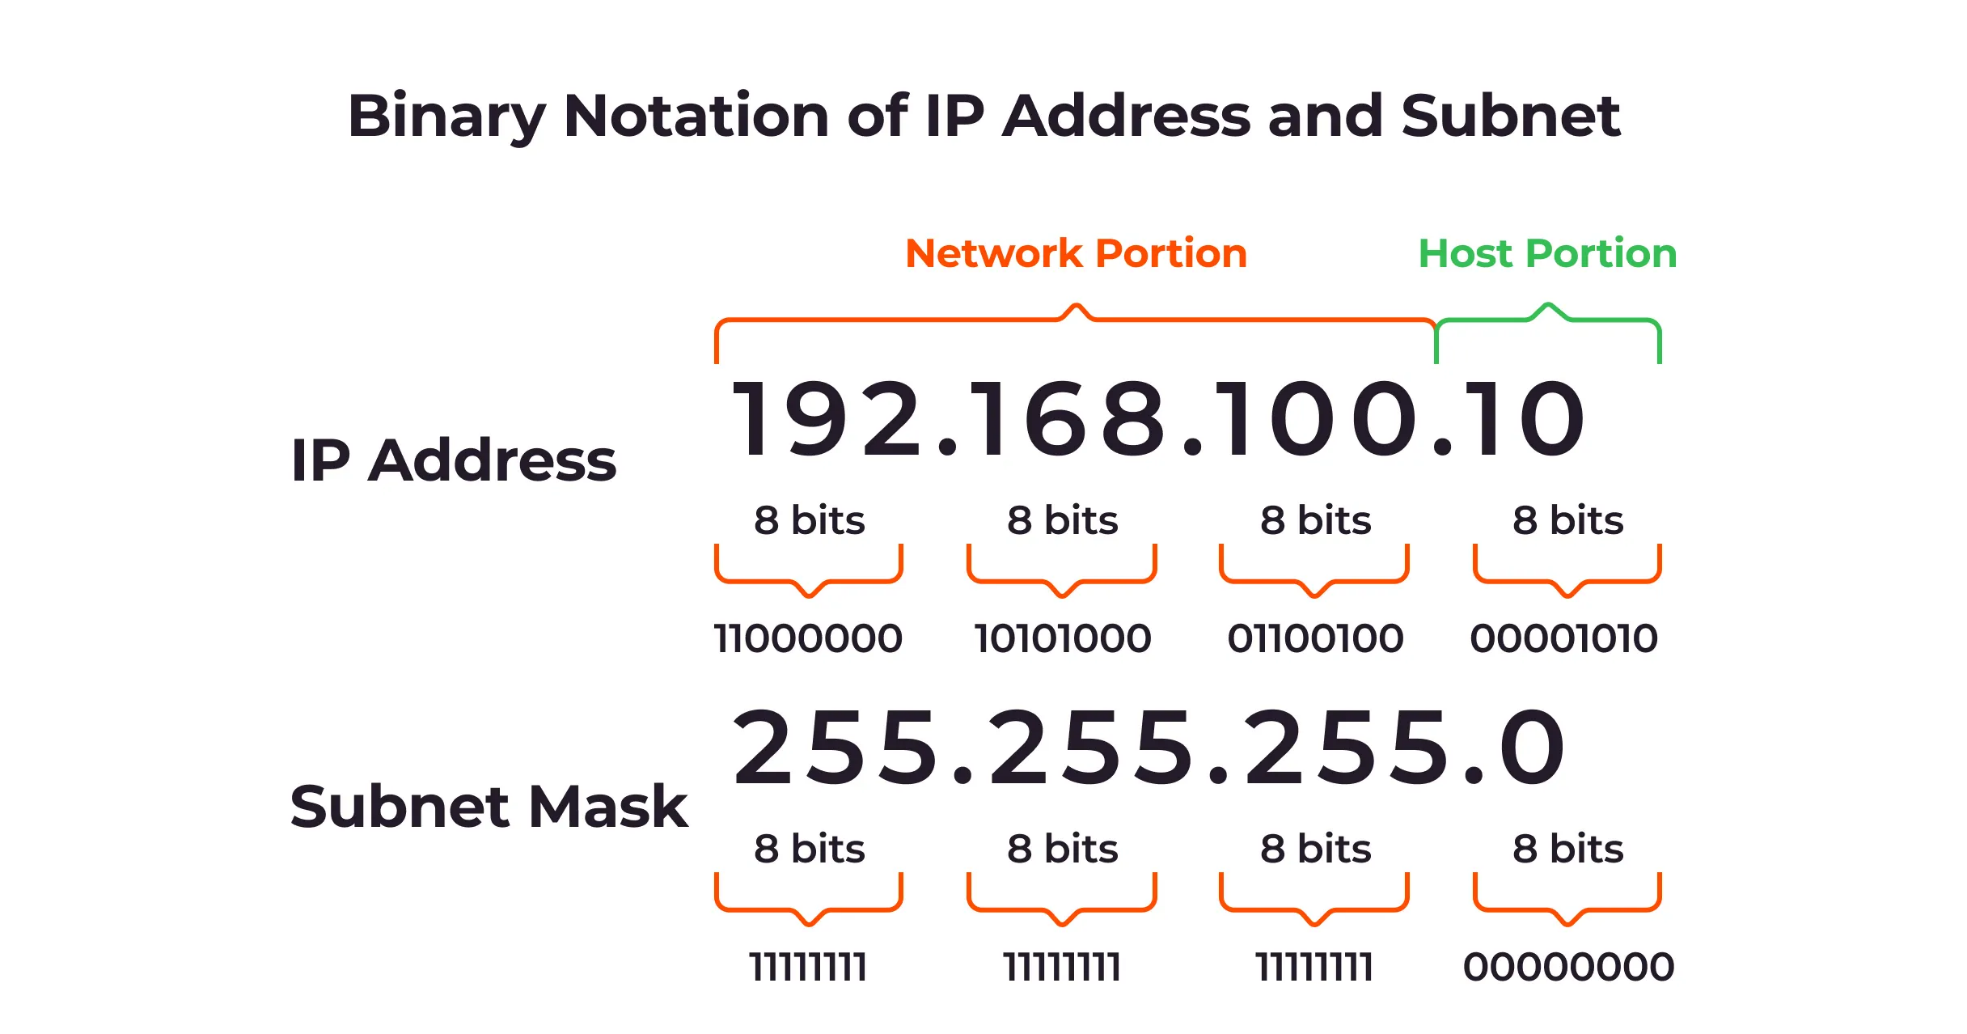 Binary Notation of IP Address and Subnet
Network Portion Host Portion
IP Address
192.168.100.10
8 bits 8 bits 8 bits 8 bits
11000000 10101000 01100100 00001010
Subnet Mask
255.255.255.0
8 bits 8 bits 8 bits 8 bits
11111111 11111111 11111111 00000000